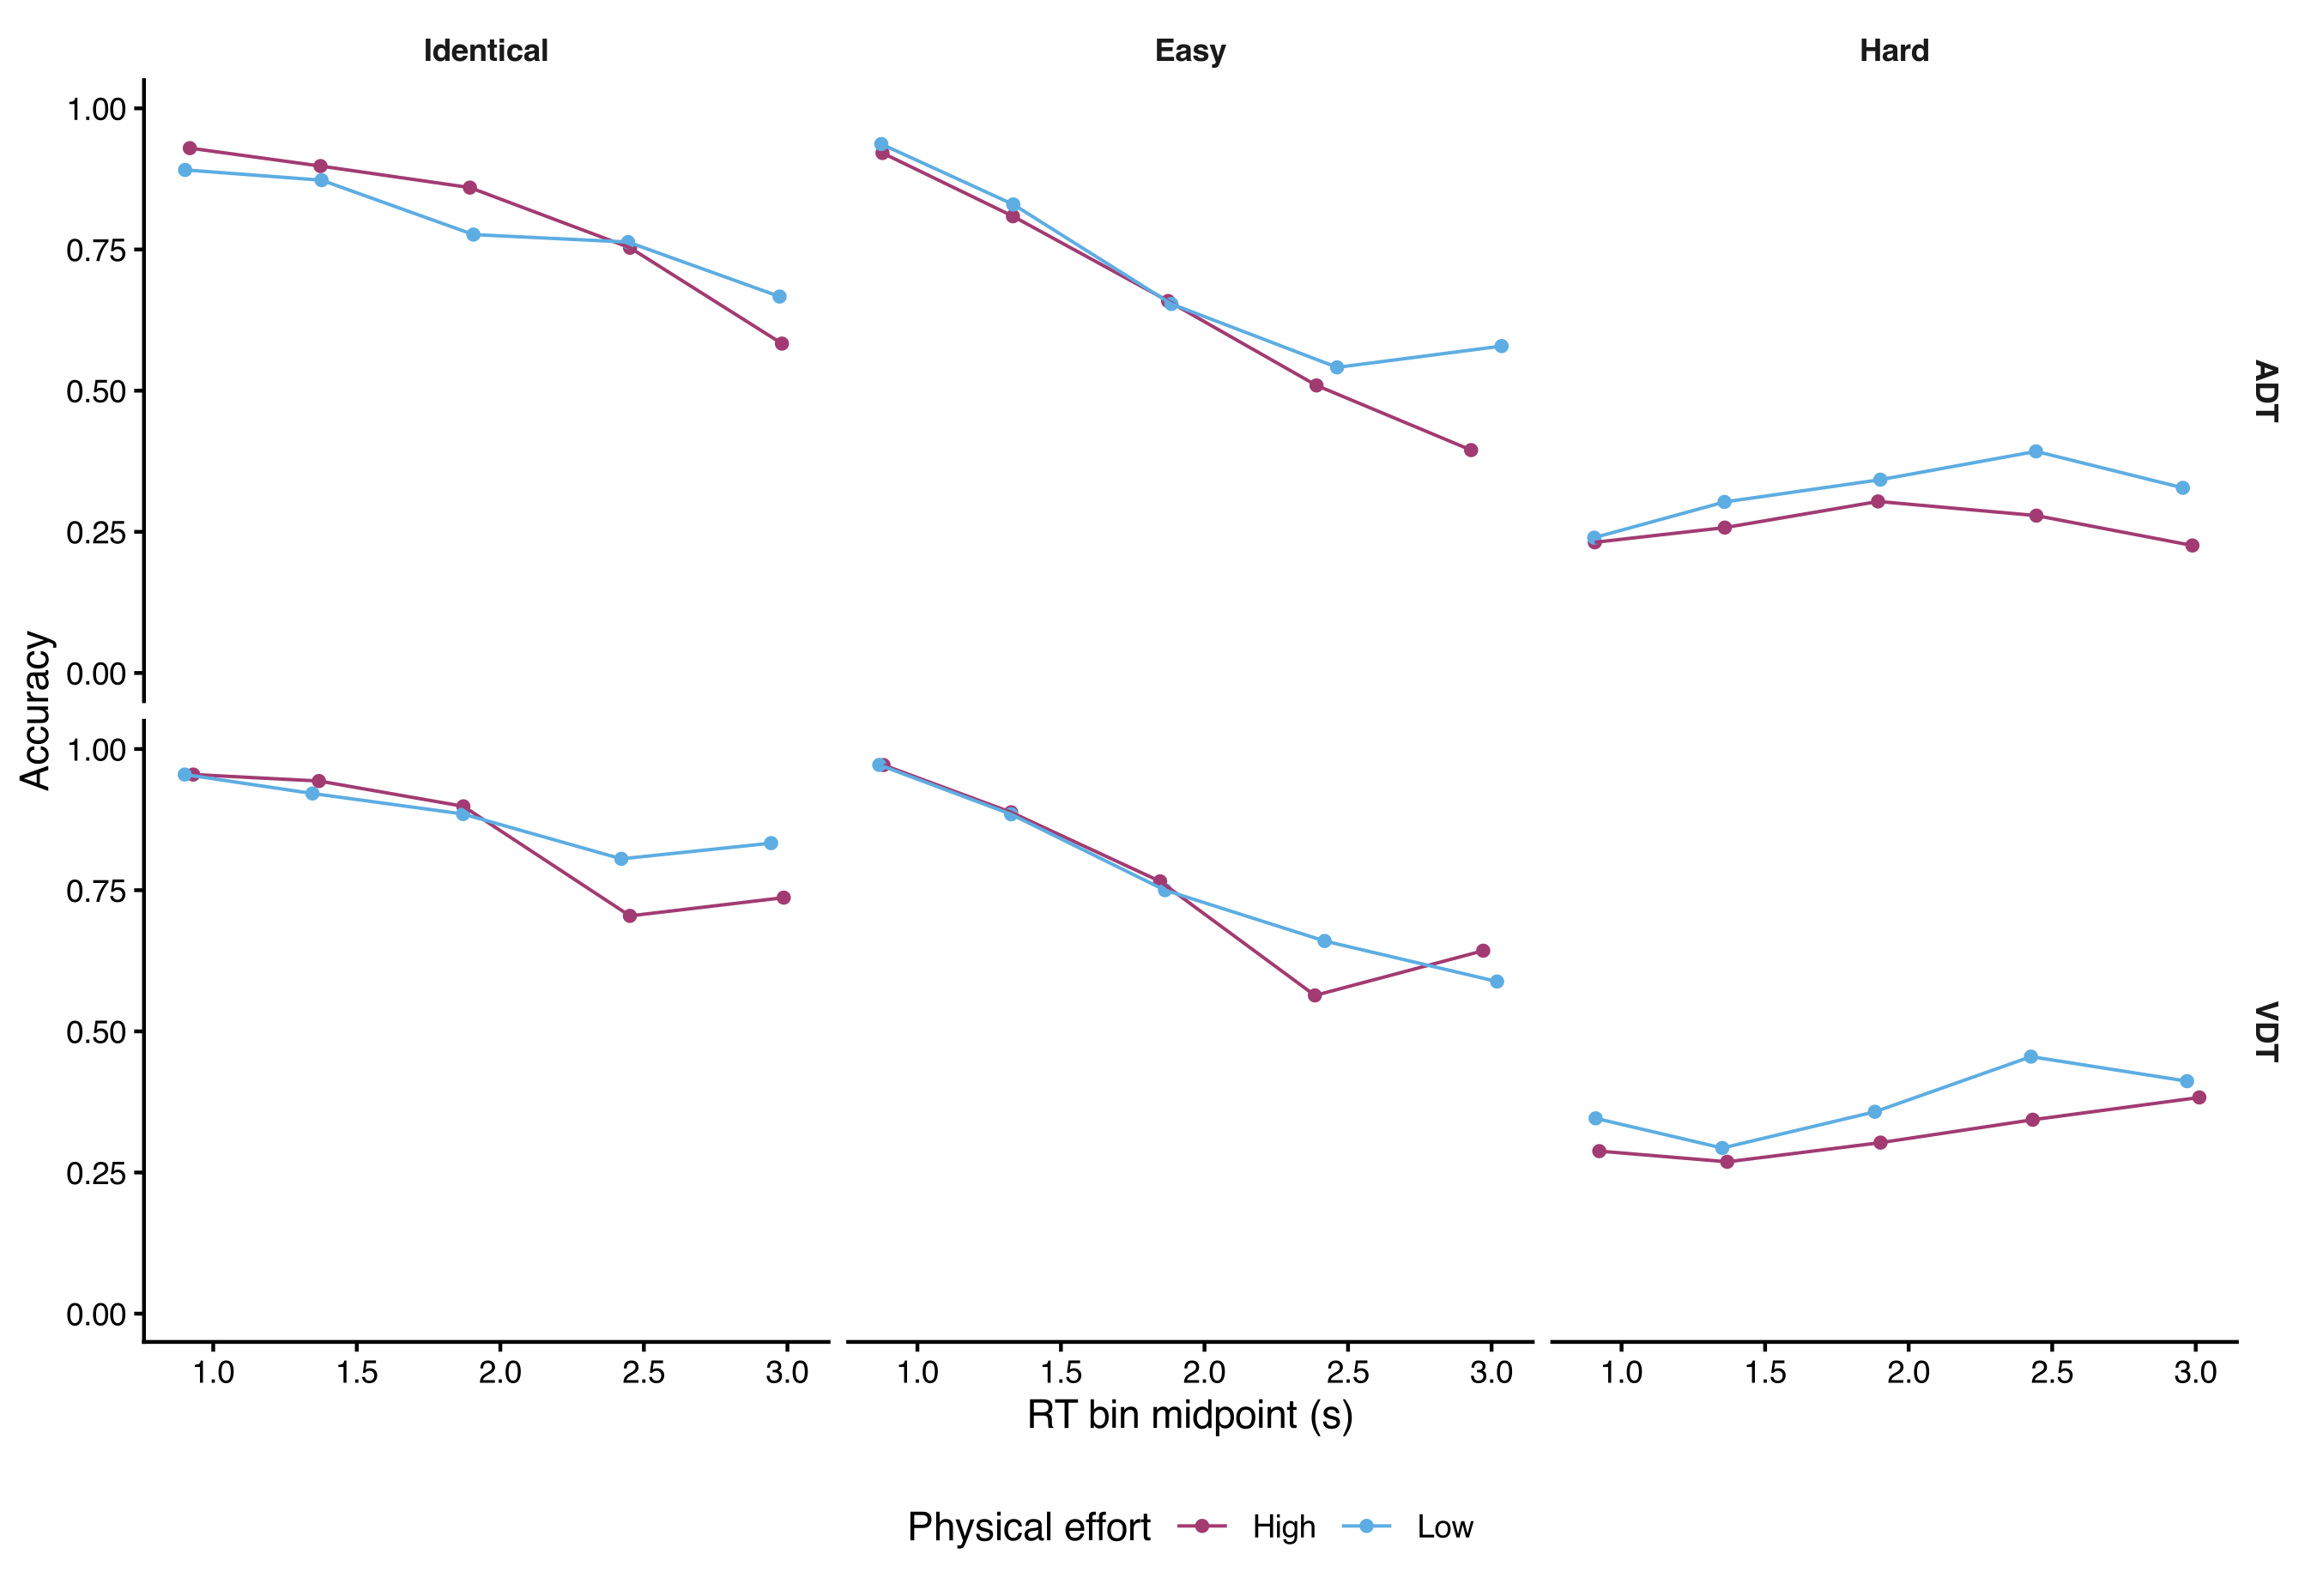 Identical Easy Hard
1.00
0.75
0.50
0.25
0.00
ADT
Accuracy
1.00
0.75
0.50
0.25
0.00
VDT
1.0 1.5 2.0 2.5 3.0 1.0 1.5 2.0 2.5 3.0 1.0 1.5 2.0 2.5 3.0
RT bin midpoint (s)
Physical effort High Low